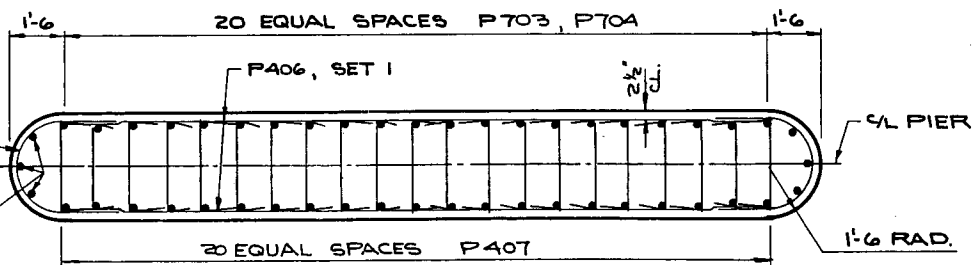 1'-6 20 EQUAL SPACES P703, P704 1'-6
P406, SET 1
2½" CL.
C/L PIER
20 EQUAL SPACES P407
1'-6 RAD.